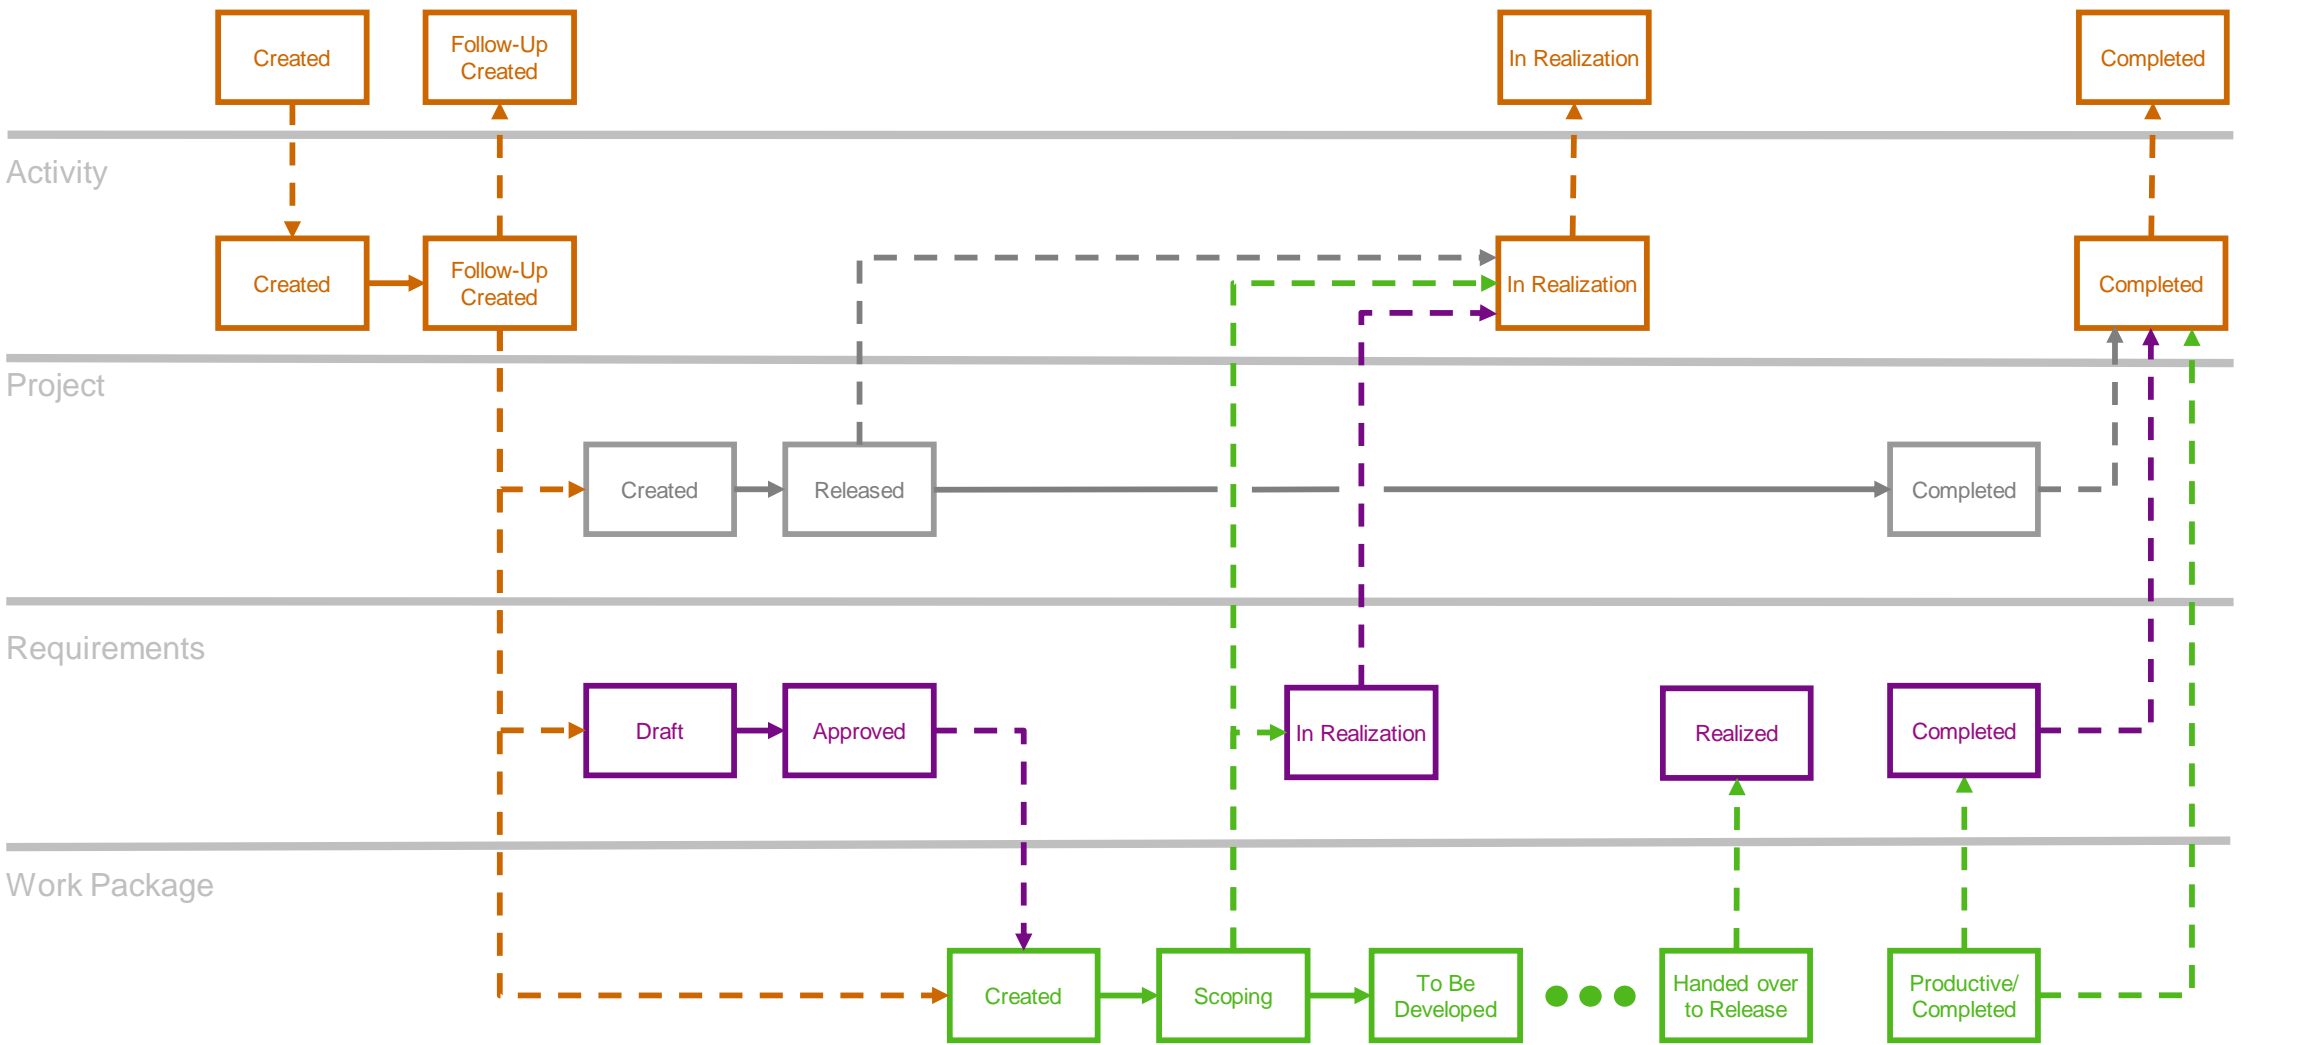 Created
Follow-Up
Created
In Realization
Completed
Activity
Created
Follow-Up
Created
In Realization
Completed
Project
Created
Released
Completed
Requirements
Draft
Approved
In Realization
Realized
Completed
Work Package
Created
Scoping
To Be
Developed
Handed over
to Release
Productive/
Completed